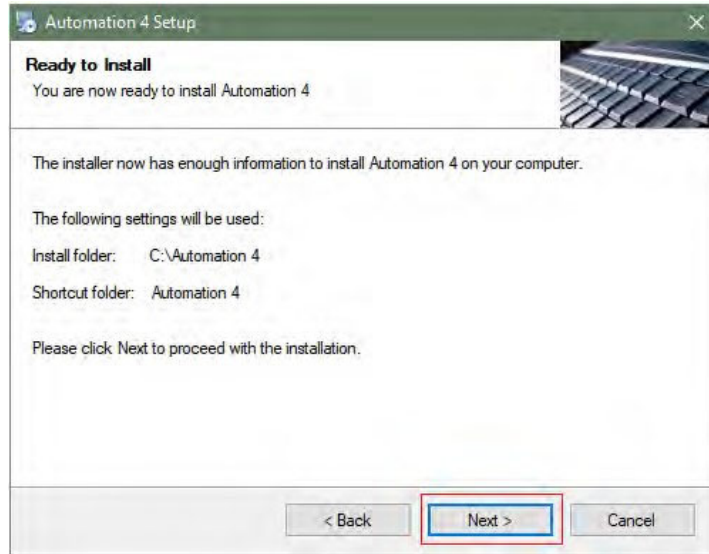 Automation 4 Setup
Ready to Install
You are now ready to install Automation 4
The installer now has enough information to install Automation 4 on your computer.
The following settings will be used:
Install folder: C:\Automation 4
Shortcut folder: Automation 4
Please click Next to proceed with the installation.
< Back Next > Cancel